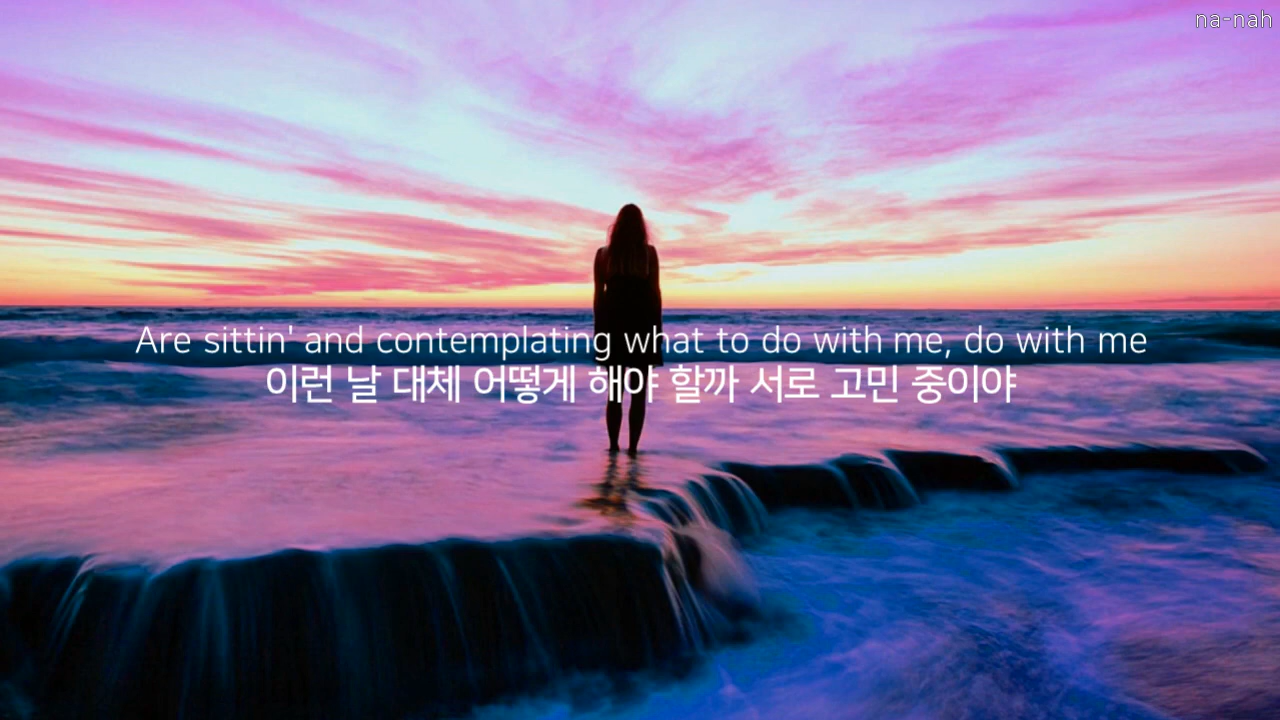 na-nah
Are sittin' and contemplating what to do with me, do with me
이런 날 대체 어떻게 해야 할까 서로 고민 중이야